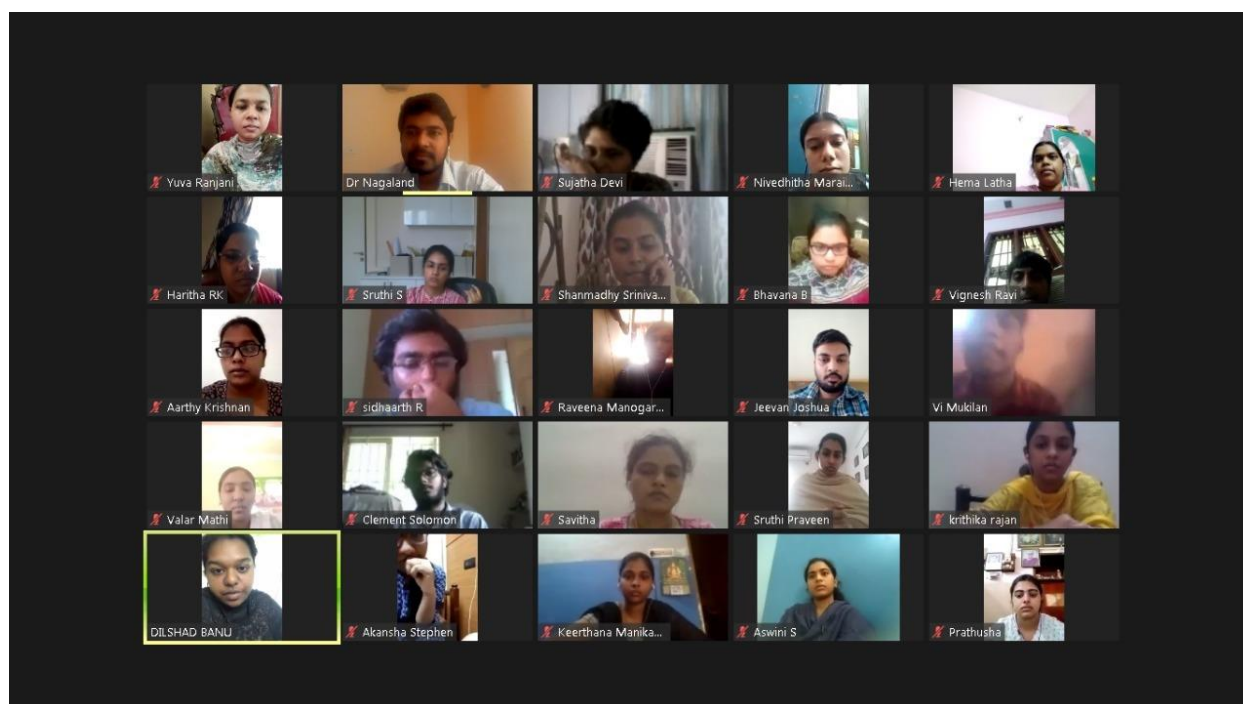 Yuva Ranjani
Dr Nagaland
Sujatha Devi
Nivedhitha Marai...
Hema Latha
Haritha RK
Sruthi S
Shanmadhy Sriniva...
Bhavana B
Vignesh Ravi
Aarthy Krishnan
sidhaarth R
Raveena Manogar...
Jeevan Joshua
Vi Mukilan
Valar Mathi
Clement Solomon
Savitha
Sruthi Praveen
krithika rajan
DILSHAD BANU
Akansha Stephen
Keerthana Manika...
Aswini S
Prathusha